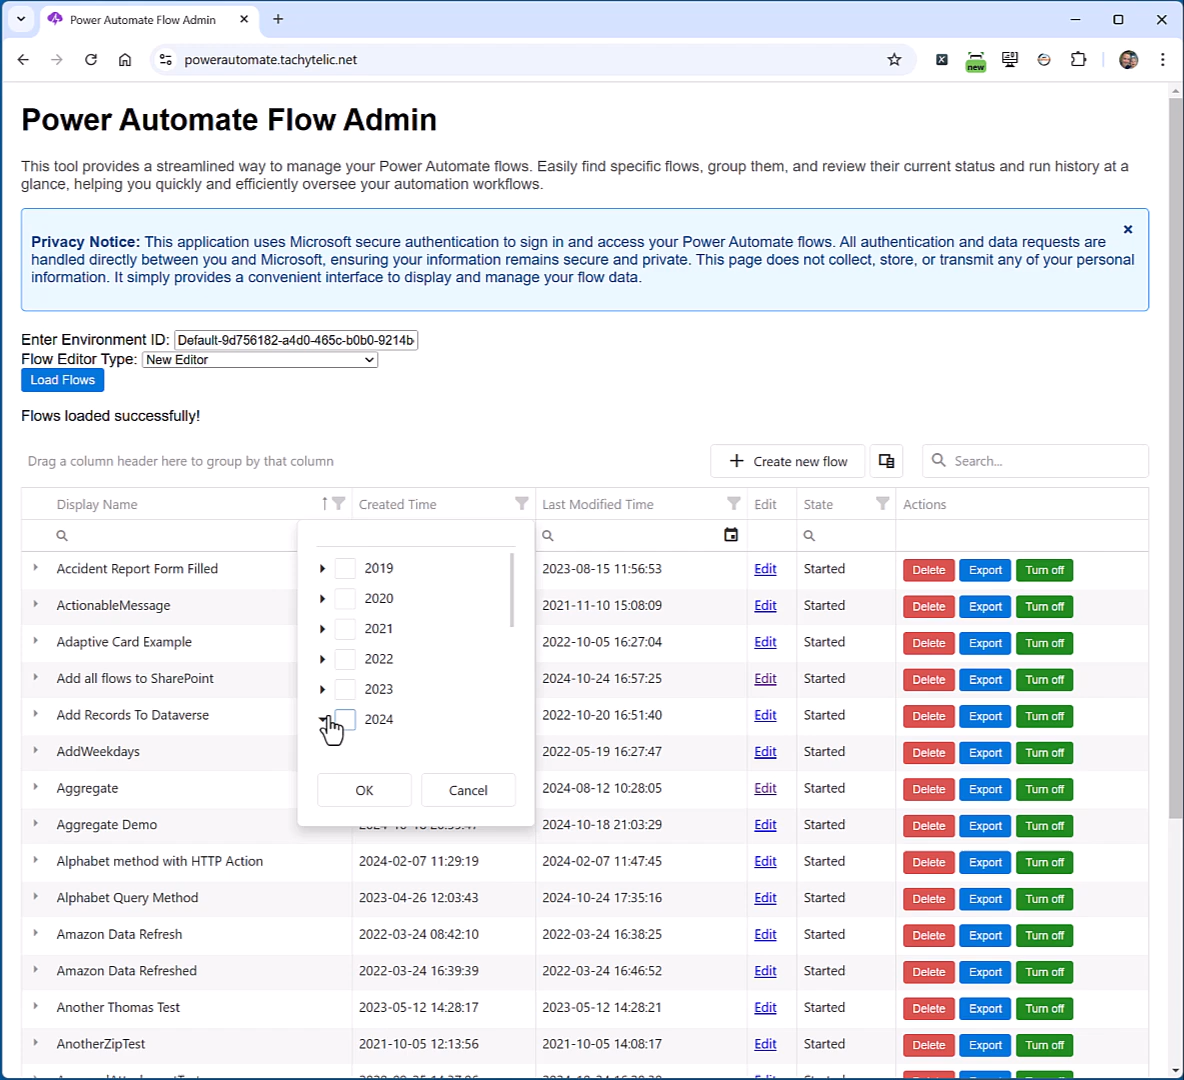 Power Automate Flow Admin
powerautomate.tachytelic.net
new
Power Automate Flow Admin
This tool provides a streamlined way to manage your Power Automate flows. Easily find specific flows, group them, and review their current status and run history at a
glance, helping you quickly and efficiently oversee your automation workflows.
Privacy Notice: This application uses Microsoft secure authentication to sign in and access your Power Automate flows. All authentication and data requests are
handled directly between you and Microsoft, ensuring your information remains secure and private. This page does not collect, store, or transmit any of your personal
information. It simply provides a convenient interface to display and manage your flow data.
Enter Environment ID: Default-9d756182-a4d0-465c-b0b0-9214b
Flow Editor Type: New Editor
Load Flows
Flows loaded successfully!
Drag a column header here to group by that column
Create new flow
Search...
Display Name Created Time Last Modified Time Edit State Actions
Accident Report Form Filled 2019 2023-08-15 11:56:53 Edit Started Delete Export Turn off
ActionableMessage 2020 2021-11-10 15:08:09 Edit Started Delete Export Turn off
Adaptive Card Example 2021 2022-10-05 16:27:04 Edit Started Delete Export Turn off
Add all flows to SharePoint 2022 2024-10-24 16:57:25 Edit Started Delete Export Turn off
Add Records To Dataverse 2023 2022-10-20 16:51:40 Edit Started Delete Export Turn off
2024
AddWeekdays 2022-05-19 16:27:47 Edit Started Delete Export Turn off
Aggregate OK Cancel 2024-08-12 10:28:05 Edit Started Delete Export Turn off
Aggregate Demo 2024-10-18 21:03:29 Edit Started Delete Export Turn off
Alphabet method with HTTP Action 2024-02-07 11:29:19 2024-02-07 11:47:45 Edit Started Delete Export Turn off
Alphabet Query Method 2023-04-26 12:03:43 2024-10-24 17:35:16 Edit Started Delete Export Turn off
Amazon Data Refresh 2022-03-24 08:42:10 2022-03-24 16:38:25 Edit Started Delete Export Turn off
Amazon Data Refreshed 2022-03-24 16:39:39 2022-03-24 16:46:52 Edit Started Delete Export Turn off
Another Thomas Test 2023-05-12 14:28:17 2023-05-12 14:28:21 Edit Started Delete Export Turn off
AnotherZipTest 2021-10-05 12:13:56 2021-10-05 14:08:17 Edit Started Delete Export Turn off